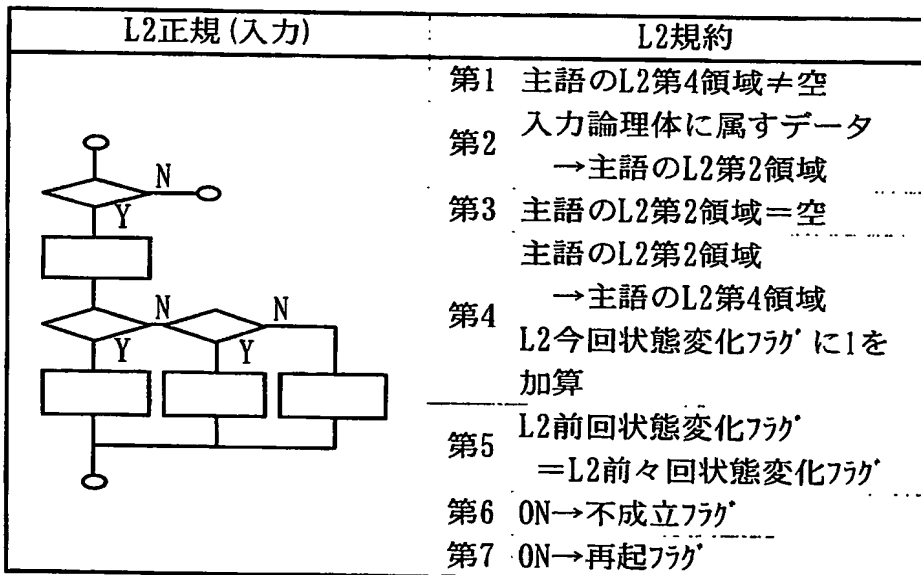 L2正規(入力)
L2規約
N
Y
N
N
Y
Y
第1 主語のL2第4領域≠空
第2 入力論理体に属すデータ
→主語のL2第2領域
第3 主語のL2第2領域=空
第4 主語のL2第2領域
→主語のL2第4領域
L2今回状態変化フラグに1を
加算
第5 L2前回状態変化フラグ
=L2前々回状態変化フラグ
第6 ON→不成立フラグ
第7 ON→再起フラグ